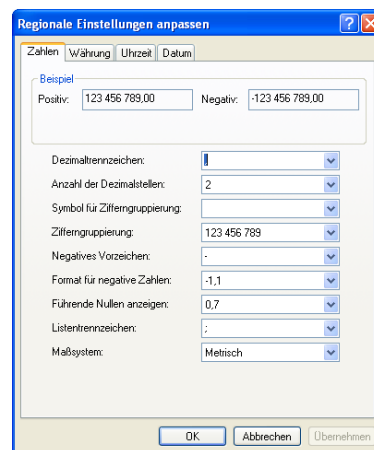 Regionale Einstellungen anpassen
Zahlen Währung Uhrzeit Datum
Beispiel
Positiv: 123 456 789,00 Negativ: -123 456 789,00
Dezimaltrennzeichen: ,
Anzahl der Dezimalstellen: 2
Symbol für Zifferngruppierung:
Zifferngruppierung: 123 456 789
Negatives Vorzeichen: -
Format für negative Zahlen: -1,1
Führende Nullen anzeigen: 0,7
Listentrennzeichen: ;
Maßsystem: Metrisch
OK Abbrechen Übernehmen